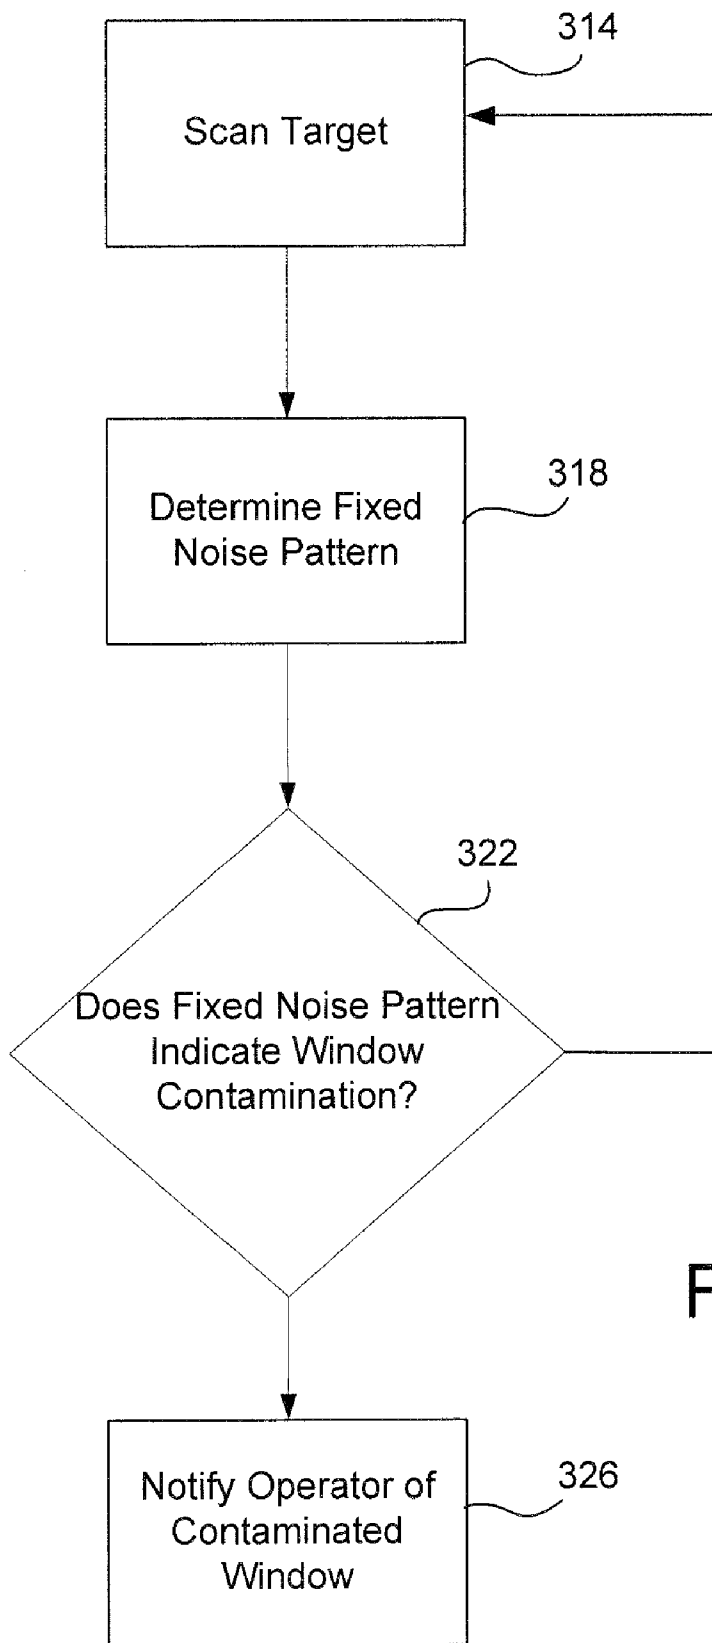 314
Scan Target
318
Determine Fixed
Noise Pattern
322
Does Fixed Noise Pattern
Indicate Window
Contamination?
F
326
Notify Operator of
Contaminated
Window